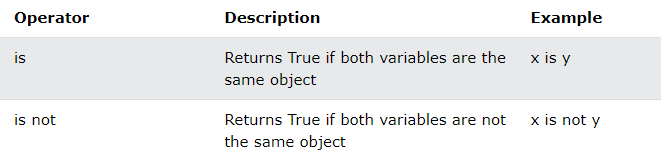 Operator Description Example
is Returns True if both variables are the x is y
same object
is not Returns True if both variables are not x is not y
the same object